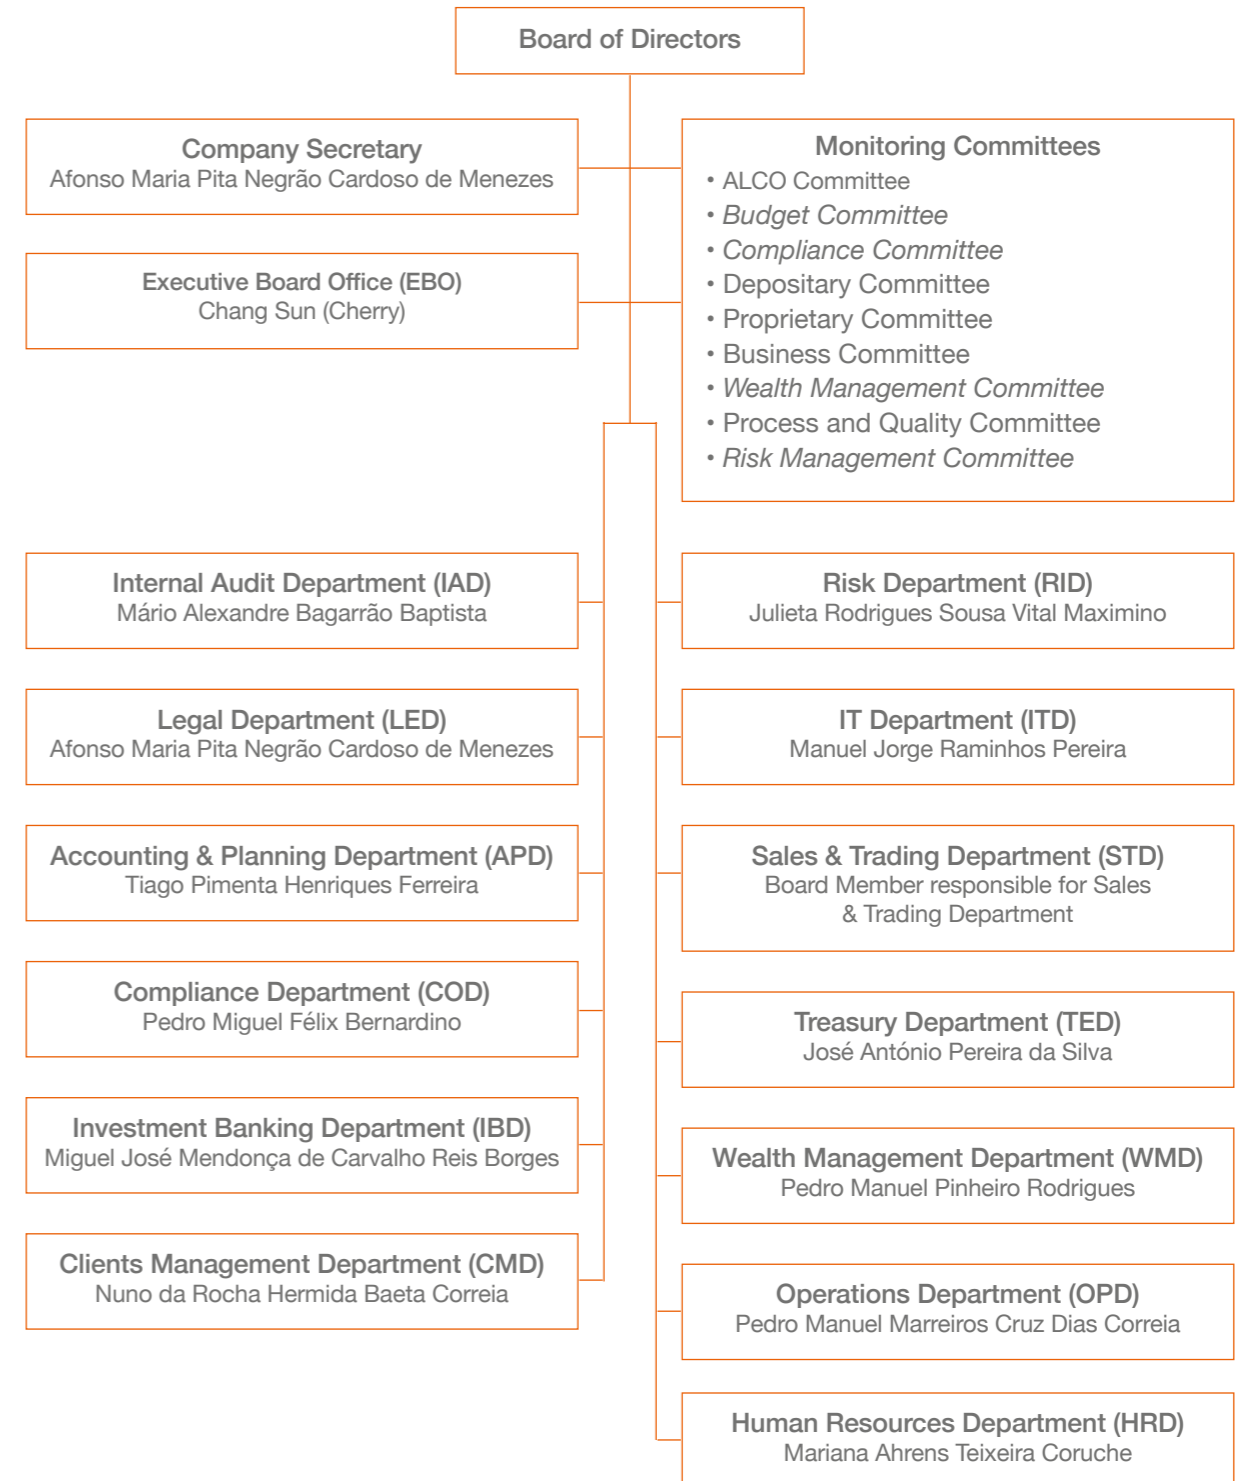 Board of Directors
Company Secretary
Afonso Maria Pita Negrão Cardoso de Menezes
Executive Board Office (EBO)
Chang Sun (Cherry)
Monitoring Committees
• ALCO Committee
• Budget Committee
• Compliance Committee
• Depositary Committee
• Proprietary Committee
• Business Committee
• Wealth Management Committee
• Process and Quality Committee
• Risk Management Committee
Internal Audit Department (IAD)
Mário Alexandre Bagarrão Baptista
Legal Department (LED)
Afonso Maria Pita Negrão Cardoso de Menezes
Accounting & Planning Department (APD)
Tiago Pimenta Henriques Ferreira
Compliance Department (COD)
Pedro Miguel Félix Bernardino
Investment Banking Department (IBD)
Miguel José Mendonça de Carvalho Reis Borges
Clients Management Department (CMD)
Nuno da Rocha Hermida Baeta Correia
Risk Department (RID)
Julieta Rodrigues Sousa Vital Maximino
IT Department (ITD)
Manuel Jorge Raminhos Pereira
Sales & Trading Department (STD)
Board Member responsible for Sales
& Trading Department
Treasury Department (TED)
José António Pereira da Silva
Wealth Management Department (WMD)
Pedro Manuel Pinheiro Rodrigues
Operations Department (OPD)
Pedro Manuel Marreiros Cruz Dias Correia
Human Resources Department (HRD)
Mariana Ahrens Teixeira Coruche